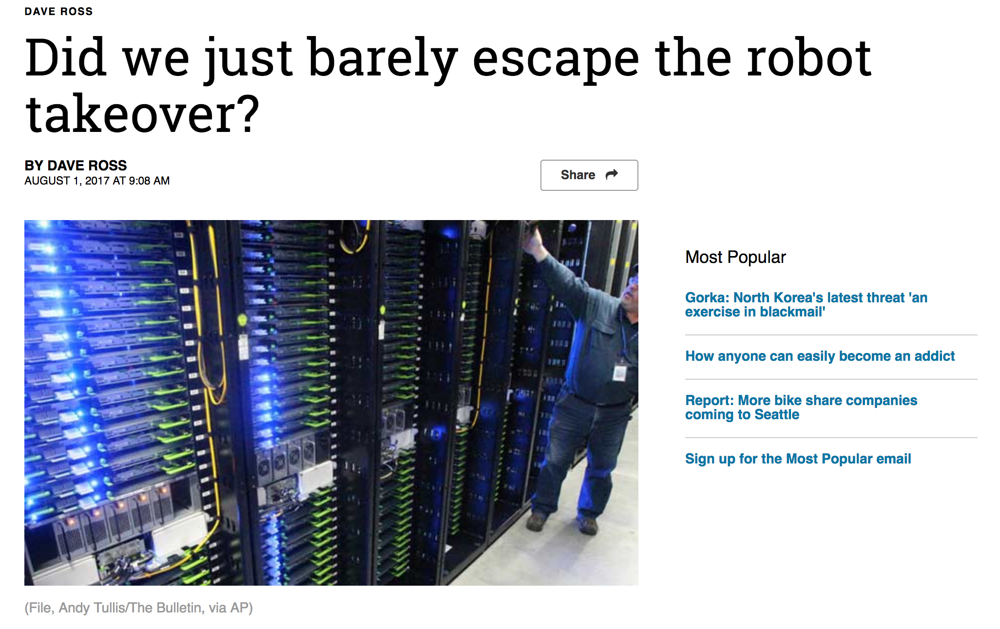 DAVE ROSS
Did we just barely escape the robot
takeover?
BY DAVE ROSS
AUGUST 1, 2017 AT 9:08 AM
Share
Most Popular
Gorka: North Korea's latest threat 'an
exercise in blackmail'
How anyone can easily become an addict
Report: More bike share companies
coming to Seattle
Sign up for the Most Popular email
(File, Andy Tullis/The Bulletin, via AP)